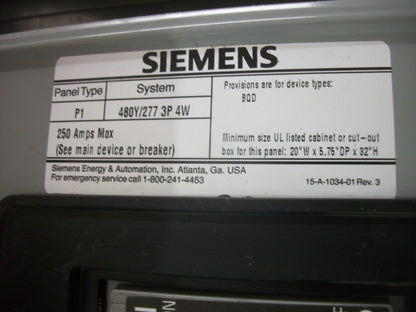 SIEMENS
Panel Type System
P1 480Y/277 3P 4W
250 Amps Max
(See main device or breaker)
Provisions are for device types:
BQD
Minimum size UL listed cabinet or cut-out
box for this panel: 20"W x 5.75"DP x 32"H
Siemens Energy & Automation, Inc. Atlanta, Ga. USA
For emergency service call 1-800-241-4453
15-A-1034-01 Rev. 3